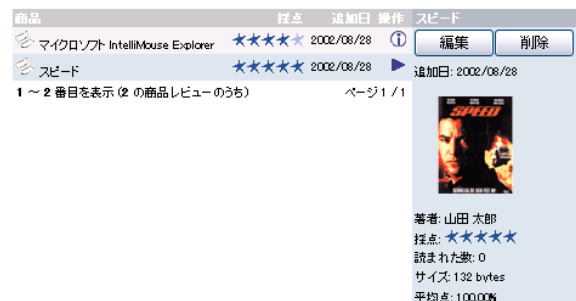 商品 採点 追加日 操作
マイクロソフト IntelliMouse Explorer 2002/08/28
スピード 2002/08/28
1 ~ 2 番目を表示 (2 の商品レビューのうち) ページ 1 / 1
スピード
編集 削除
追加日: 2002/08/28
SPEED
著者: 山田 太郎
採点:
読まれた数: 0
サイズ: 132 bytes
平均点: 100.00%